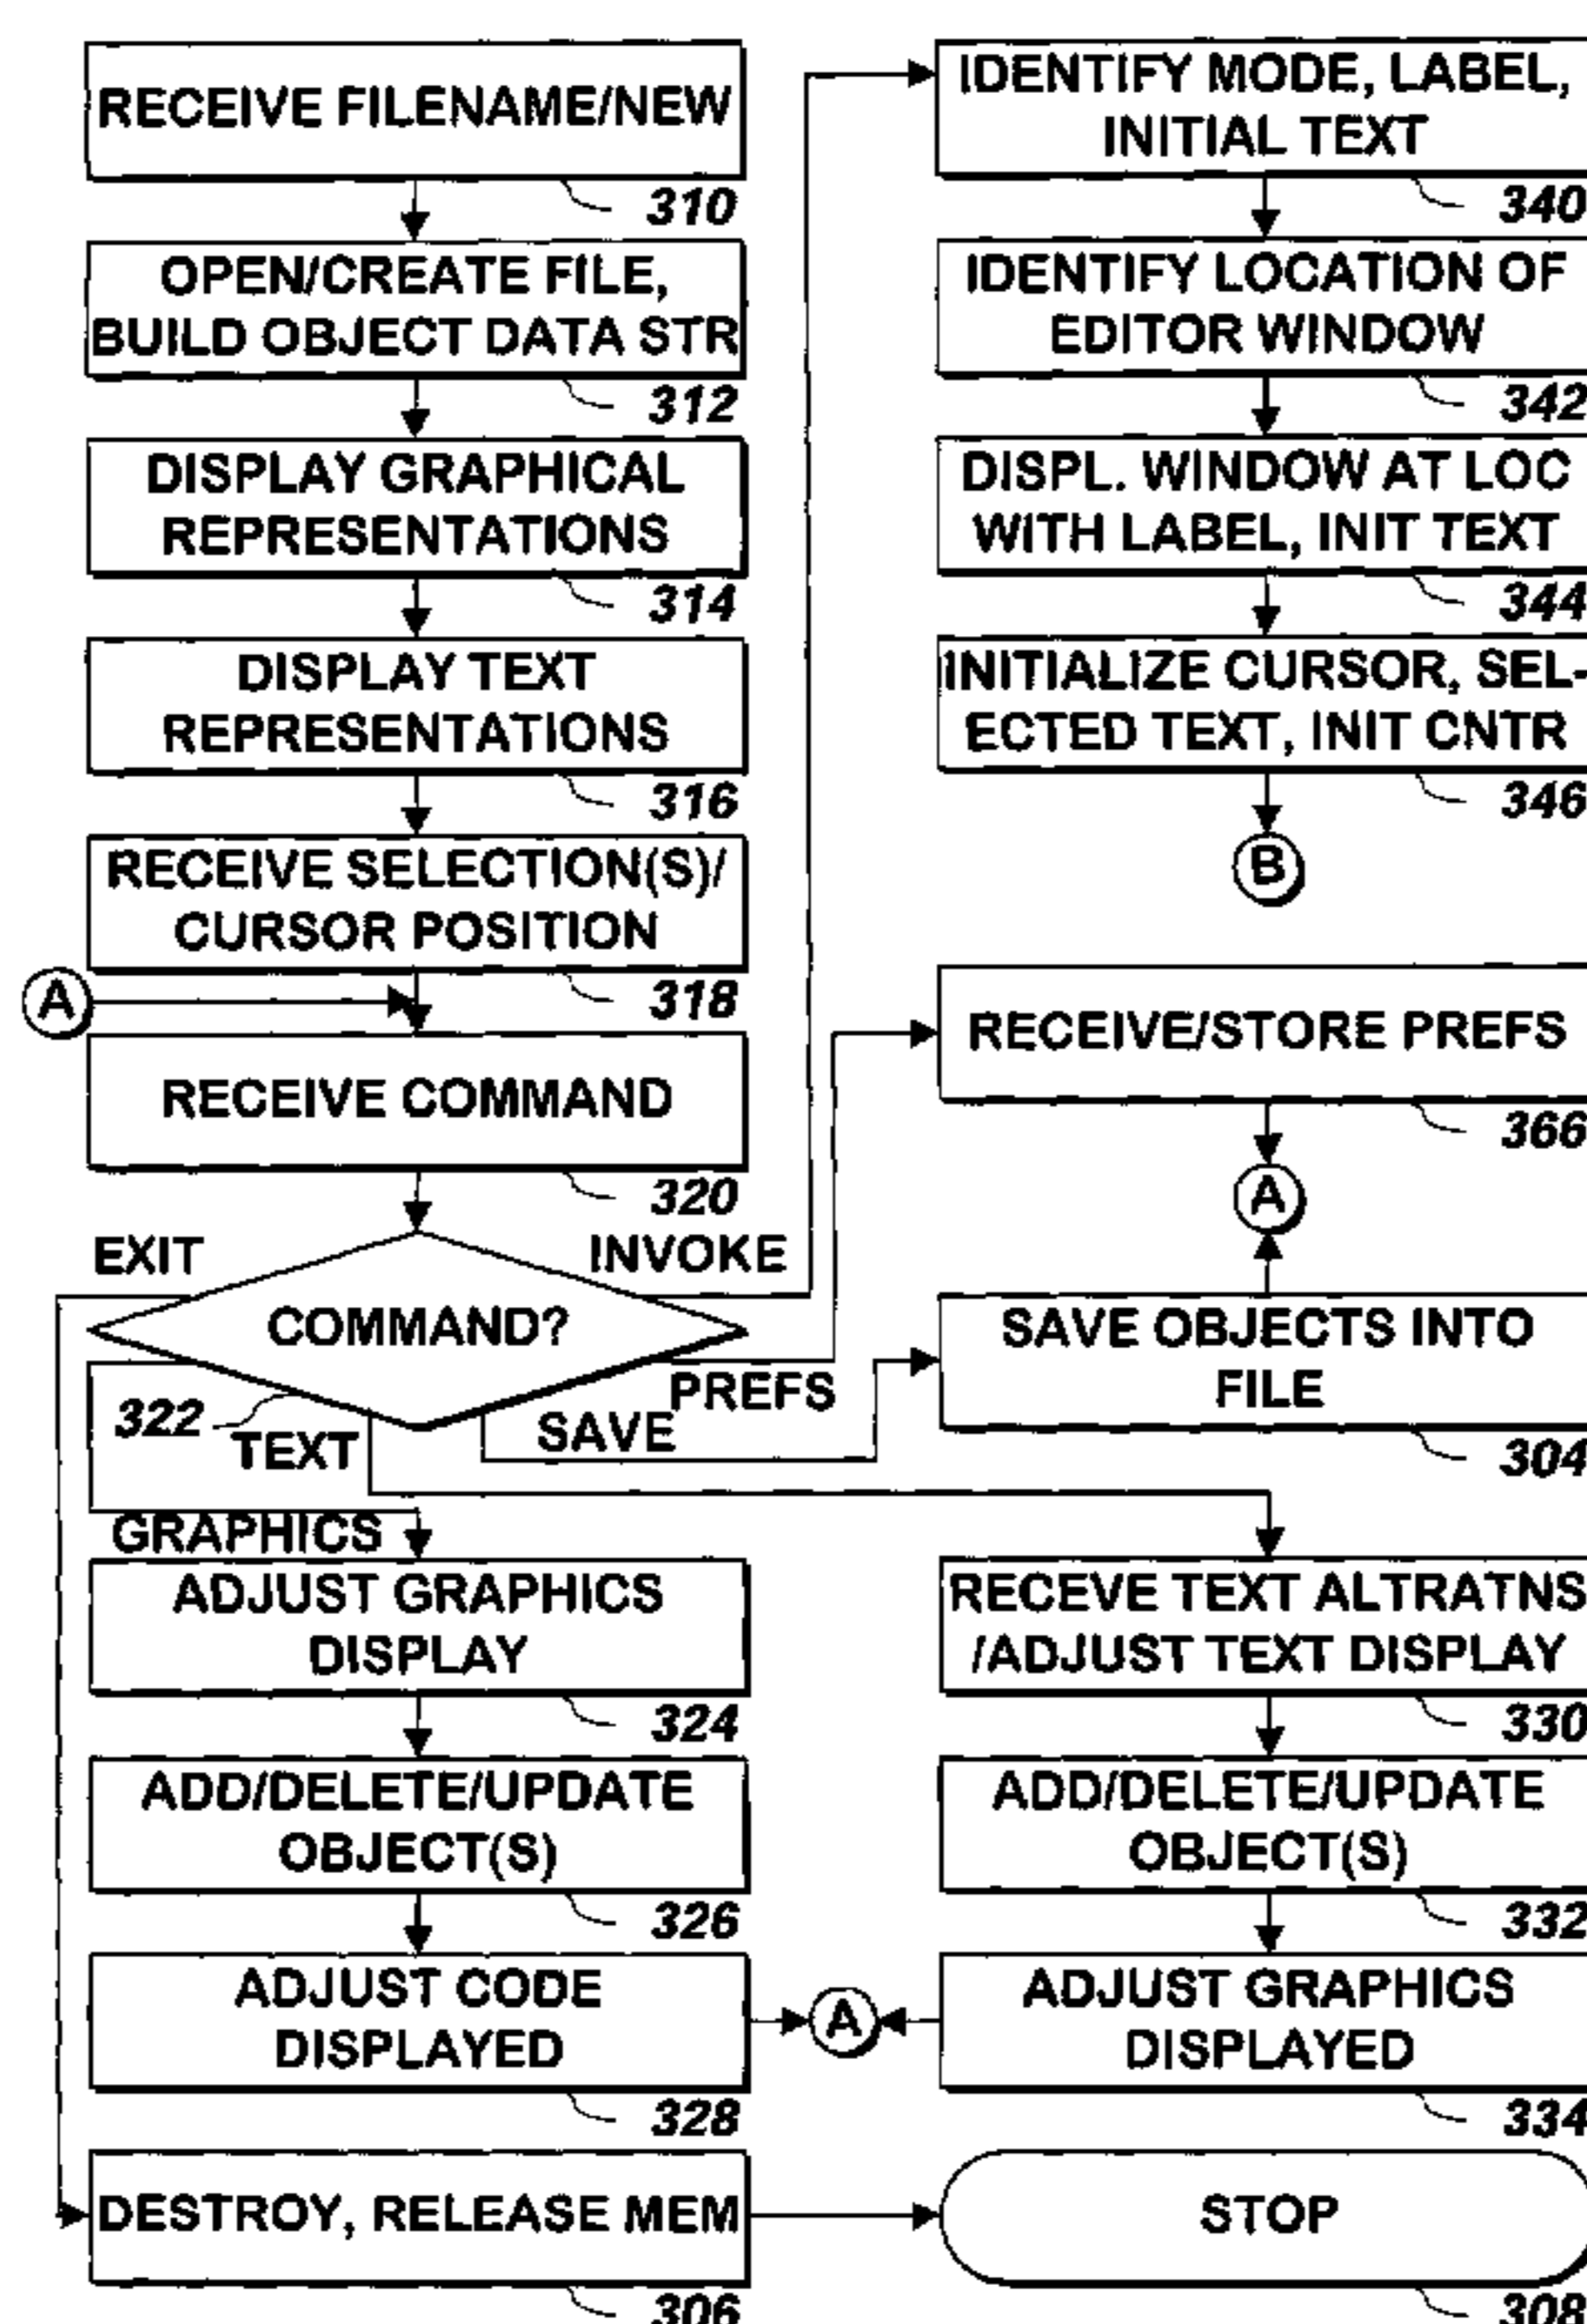 RECEIVE FILENAME/NEW
310
OPEN/CREATE FILE,
BUILD OBJECT DATA STR
312
DISPLAY GRAPHICAL
REPRESENTATIONS
314
DISPLAY TEXT
REPRESENTATIONS
316
RECEIVE SELECTION(S)/
CURSOR POSITION
318
A
RECEIVE COMMAND
320
EXIT
INVOKE
COMMAND?
322
PREFS
SAVE
TEXT
GRAPHICS
ADJUST GRAPHICS
DISPLAY
324
ADD/DELETE/UPDATE
OBJECT(S)
326
ADJUST CODE
DISPLAYED
328
A
DESTROY, RELEASE MEM
306
IDENTIFY MODE, LABEL,
INITIAL TEXT
340
IDENTIFY LOCATION OF
EDITOR WINDOW
342
DISPL. WINDOW AT LOC
WITH LABEL, INIT TEXT
344
INITIALIZE CURSOR, SEL-
ECTED TEXT, INIT CNTR
346
B
RECEIVE/STORE PREFS
366
A
SAVE OBJECTS INTO
FILE
304
RECEVE TEXT ALTRATNS
/ADJUST TEXT DISPLAY
330
ADD/DELETE/UPDATE
OBJECT(S)
332
ADJUST GRAPHICS
DISPLAYED
334
STOP
308